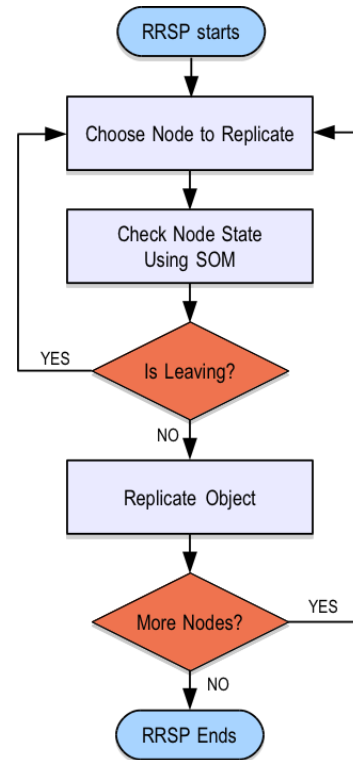 RRSP starts
Choose Node to Replicate
Check Node State
Using SOM
YES
Is Leaving?
NO
Replicate Object
More Nodes?
YES
NO
RRSP Ends